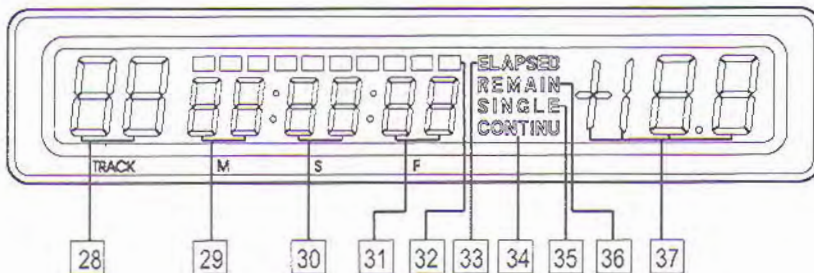 ELAPSED
REMAIN
SINGLE
CONTINU
TRACK M S F
28 29 30 31 32 33 34 35 36 37